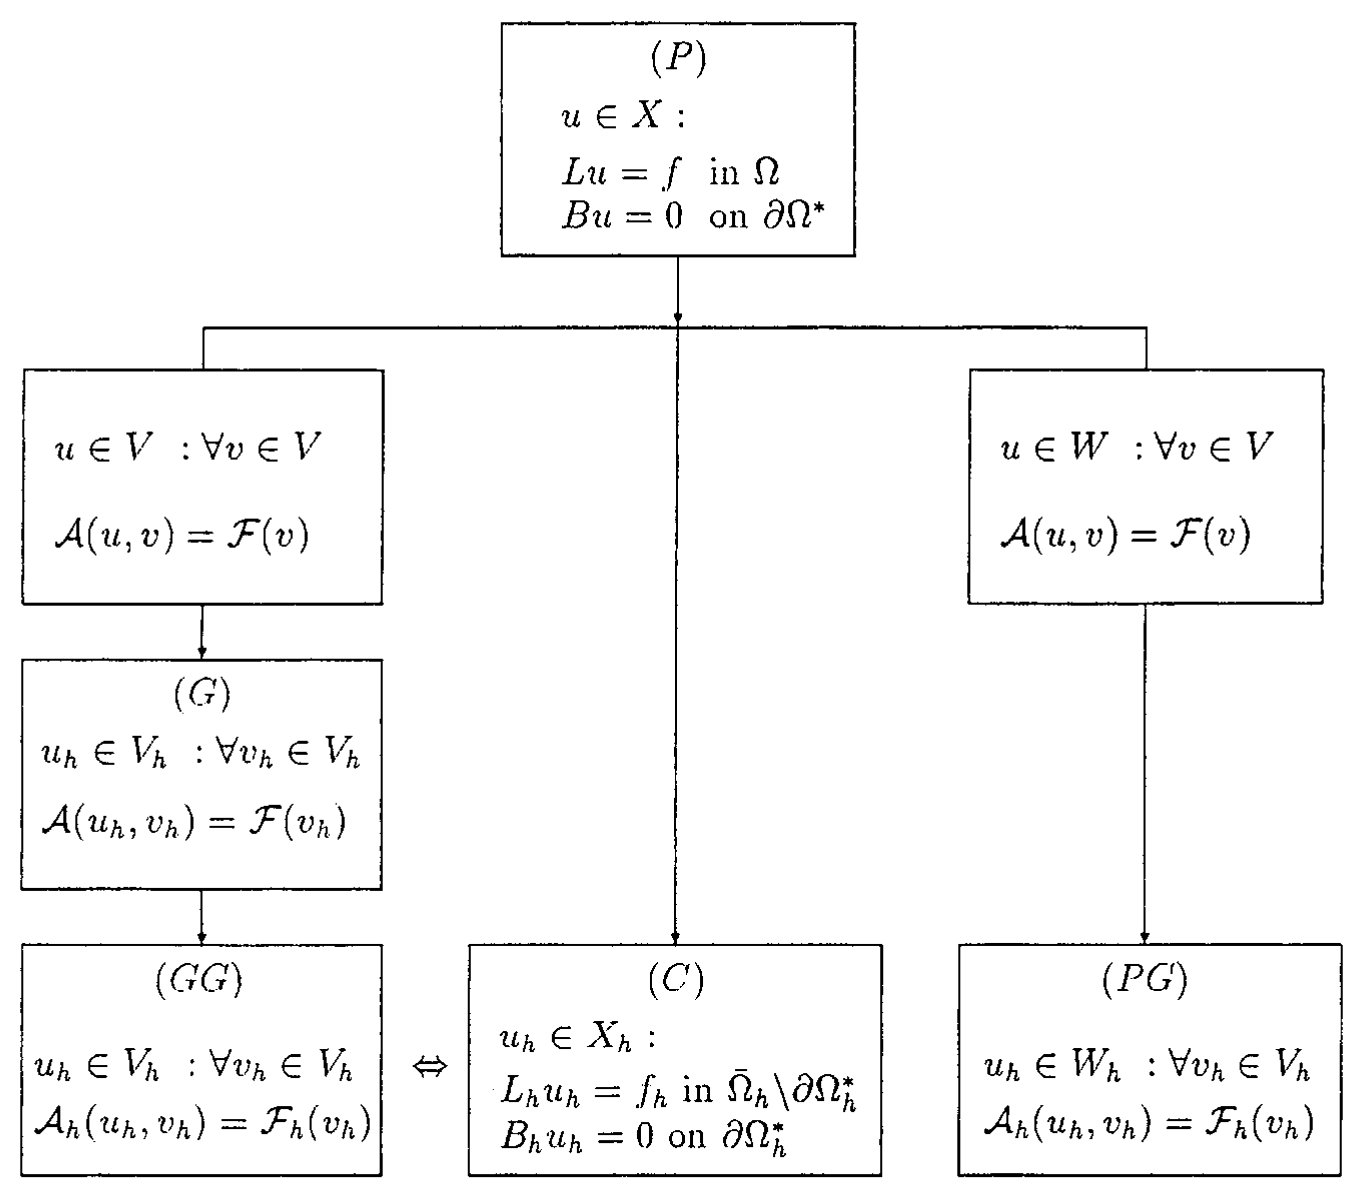 (P)
u ∈ X :
Lu = f in Ω
Bu = 0 on ∂Ω*
u ∈ V : ∀v ∈ V
𝒜(u, v) = ℱ(v)
u ∈ W : ∀v ∈ V
𝒜(u, v) = ℱ(v)
(G)
u_h ∈ V_h : ∀v_h ∈ V_h
𝒜(u_h, v_h) = ℱ(v_h)
(GG)
u_h ∈ V_h : ∀v_h ∈ V_h
𝒜_h(u_h, v_h) = ℱ_h(v_h)
⇔
(C)
u_h ∈ X_h :
L_h u_h = f_h in Ω̄_h\∂Ω*_h
B_h u_h = 0 on ∂Ω*_h
(PG)
u_h ∈ W_h : ∀v_h ∈ V_h
𝒜_h(u_h, v_h) = ℱ_h(v_h)